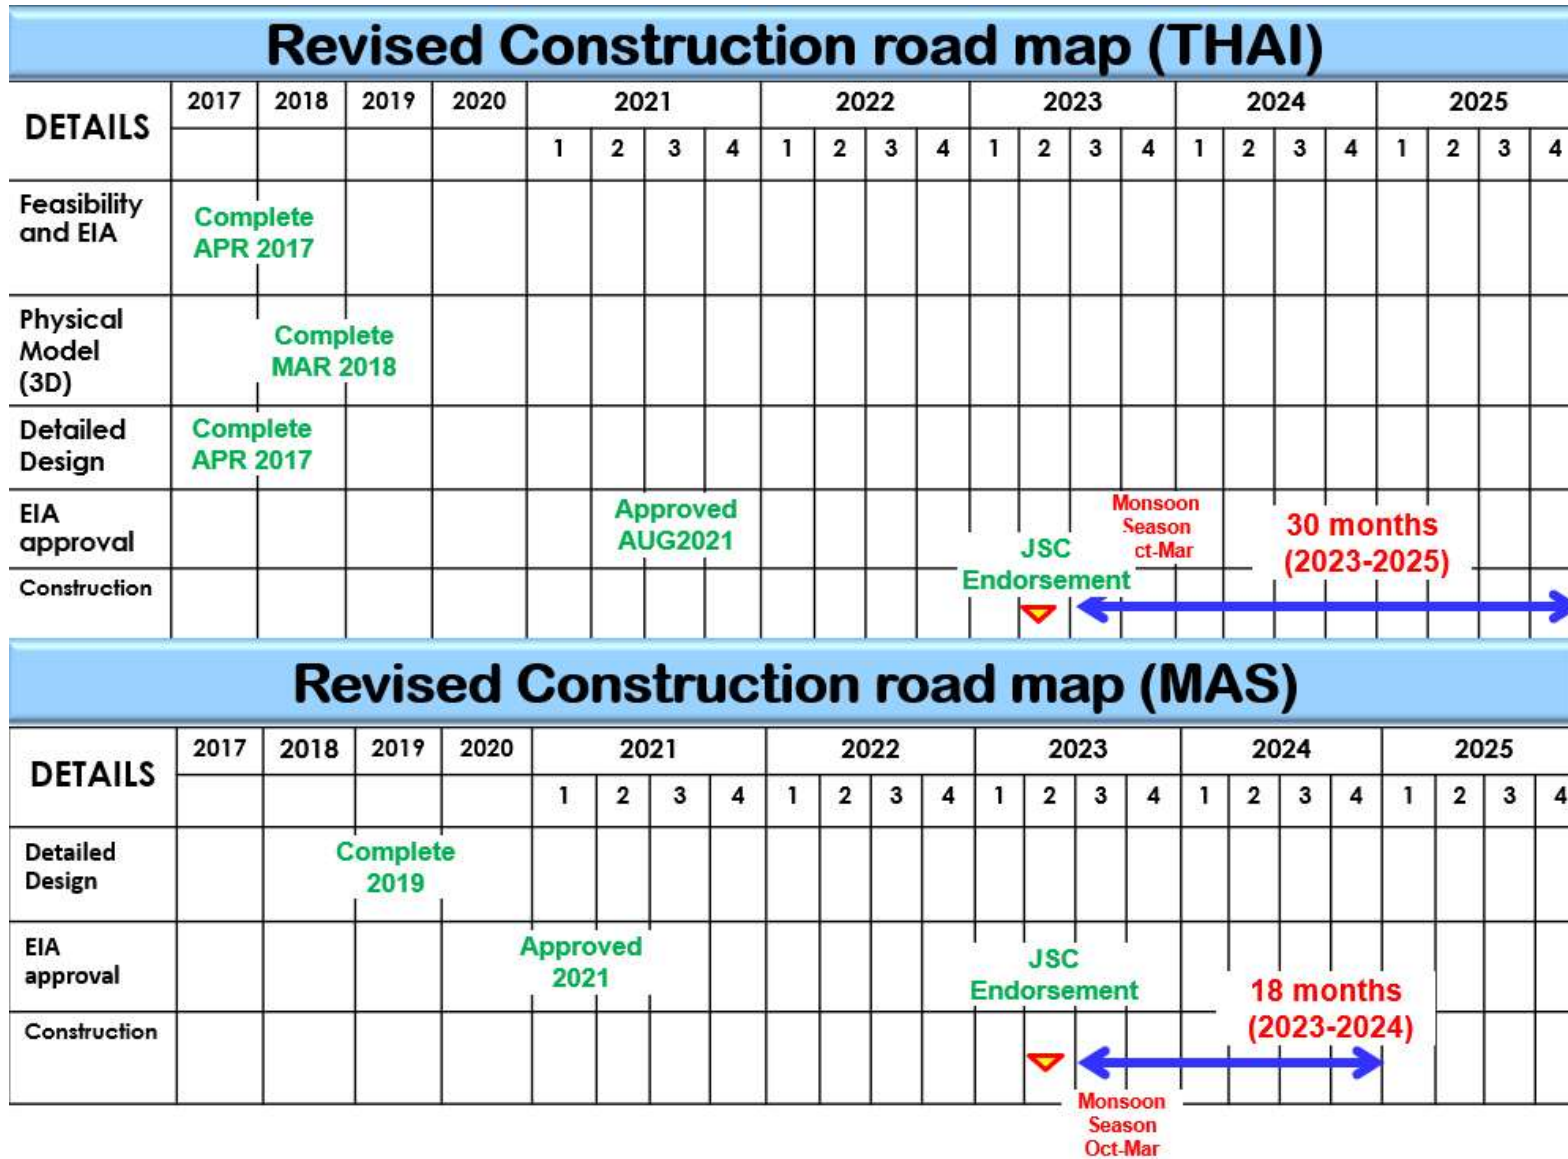 Revised Construction road map (THAI)
DETAILS 2017 2018 2019 2020 2021 2022 2023 2024 2025
1 2 3 4 1 2 3 4 1 2 3 4 1 2 3 4 1 2 3 4
Feasibility
and EIA
Complete
APR 2017
Physical
Model
(3D)
Complete
MAR 2018
Detailed
Design
Complete
APR 2017
EIA
approval
Approved
AUG2021
JSC
Endorsement
Monsoon
Season
ct-Mar
30 months
(2023-2025)
Construction
Revised Construction road map (MAS)
DETAILS 2017 2018 2019 2020 2021 2022 2023 2024 2025
1 2 3 4 1 2 3 4 1 2 3 4 1 2 3 4 1 2 3 4
Detailed
Design
Complete
2019
EIA
approval
Approved
2021
JSC
Endorsement
18 months
(2023-2024)
Construction
Monsoon
Season
Oct-Mar